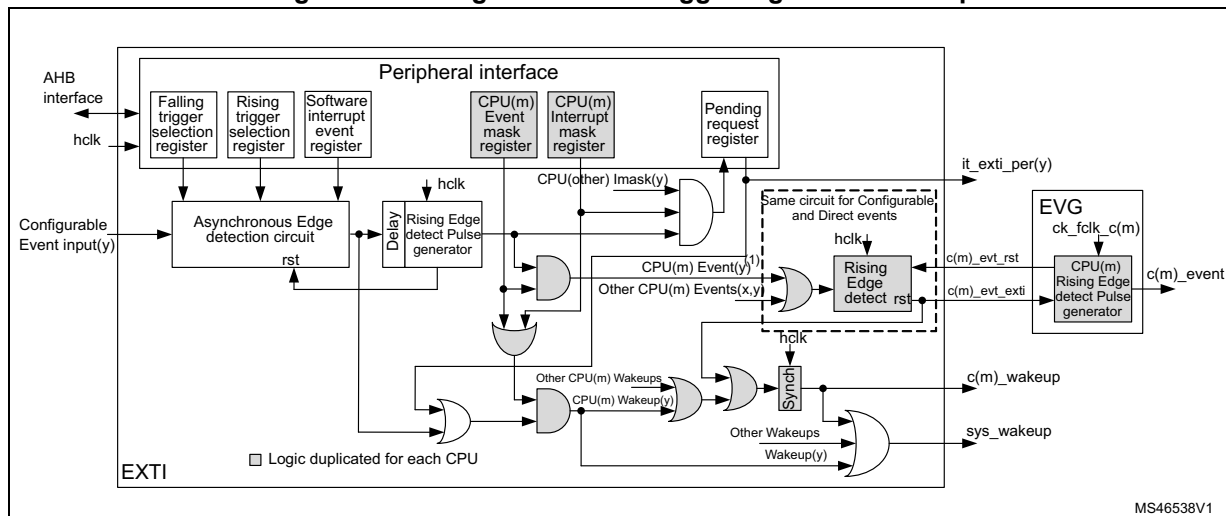 AHB
interface
hclk
Peripheral interface
Falling
trigger
selection
register
Rising
trigger
selection
register
Software
interrupt
event
register
CPU(m)
Event
mask
register
CPU(m)
Interrupt
mask
register
Pending
request
register
it_exti_per(y)
CPU(other) Imask(y)
hclk
Configurable
Event input(y)
Asynchronous Edge
detection circuit
rst
Delay
Rising Edge
detect Pulse
generator
Same circuit for Configurable
and Direct events
hclk
CPU(m) Event(y)(1)
Other CPU(m) Events(x,y)
Rising
Edge
detect
rst
c(m)_evt_rst
c(m)_evt_exti
EVG
ck_fclk_c(m)
CPU(m)
Rising Edge
detect Pulse
generator
c(m)_event
hclk
Other CPU(m) Wakeups
CPU(m) Wakeup(y)
Synch
c(m)_wakeup
Other Wakeups
Wakeup(y)
sys_wakeup
Logic duplicated for each CPU
EXTI
MS46538V1